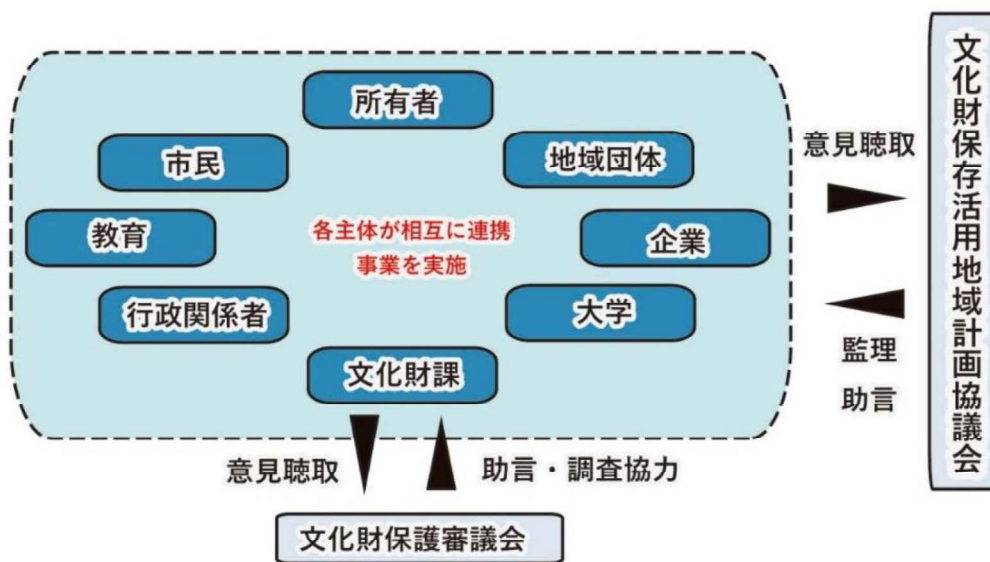 所有者
市民
地域団体
教育
各主体が相互に連携
事業を実施
企業
行政関係者
大学
文化財課
意見聴取
監理
助言
文化財保存活用地域計画協議会
意見聴取
助言・調査協力
文化財保護審議会